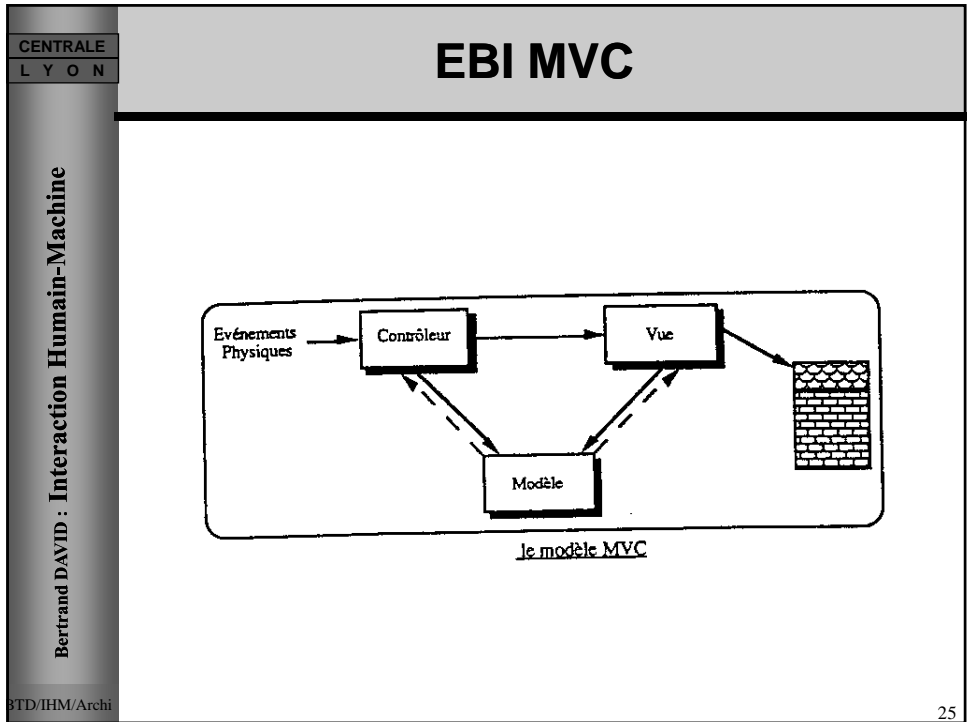 CENTRALE
L Y O N
EBI MVC
Bertrand DAVID : Interaction Humain-Machine
Evénements
Physiques
Contrôleur
Vue
Modèle
le modèle MVC
BTD/IHM/Archi
25